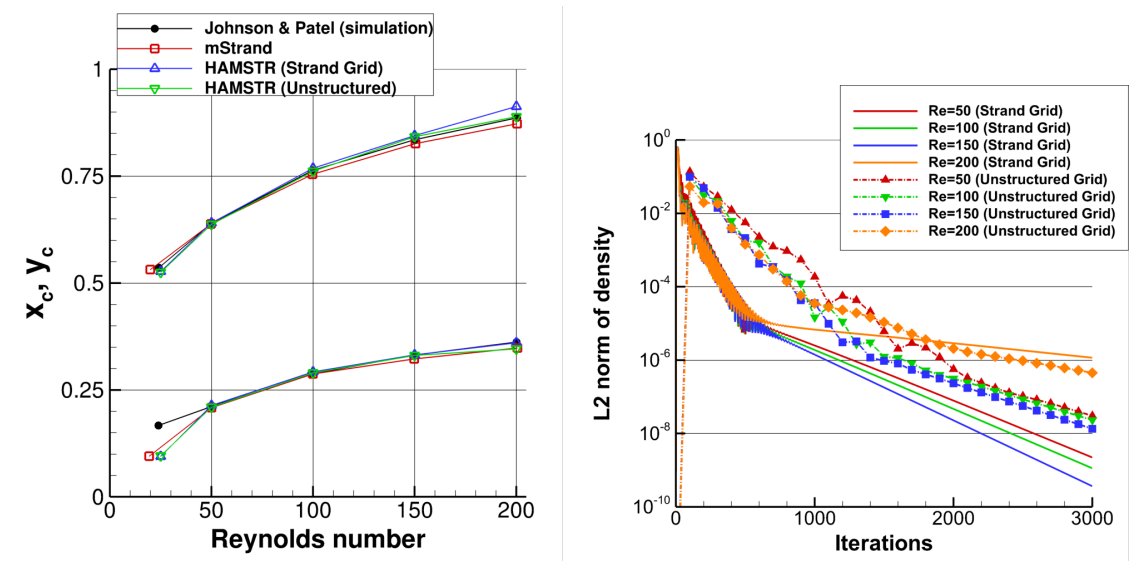 Johnson & Patel (simulation)
mStrand
HAMSTR (Strand Grid)
HAMSTR (Unstructured)
1
0.75
0.5
0.25
0
x_c, y_c
0 50 100 150 200
Reynolds number
Re=50 (Strand Grid)
Re=100 (Strand Grid)
Re=150 (Strand Grid)
Re=200 (Strand Grid)
Re=50 (Unstructured Grid)
Re=100 (Unstructured Grid)
Re=150 (Unstructured Grid)
Re=200 (Unstructured Grid)
10^0
10^-2
10^-4
10^-6
10^-8
10^-10
L2 norm of density
0 1000 2000 3000
Iterations